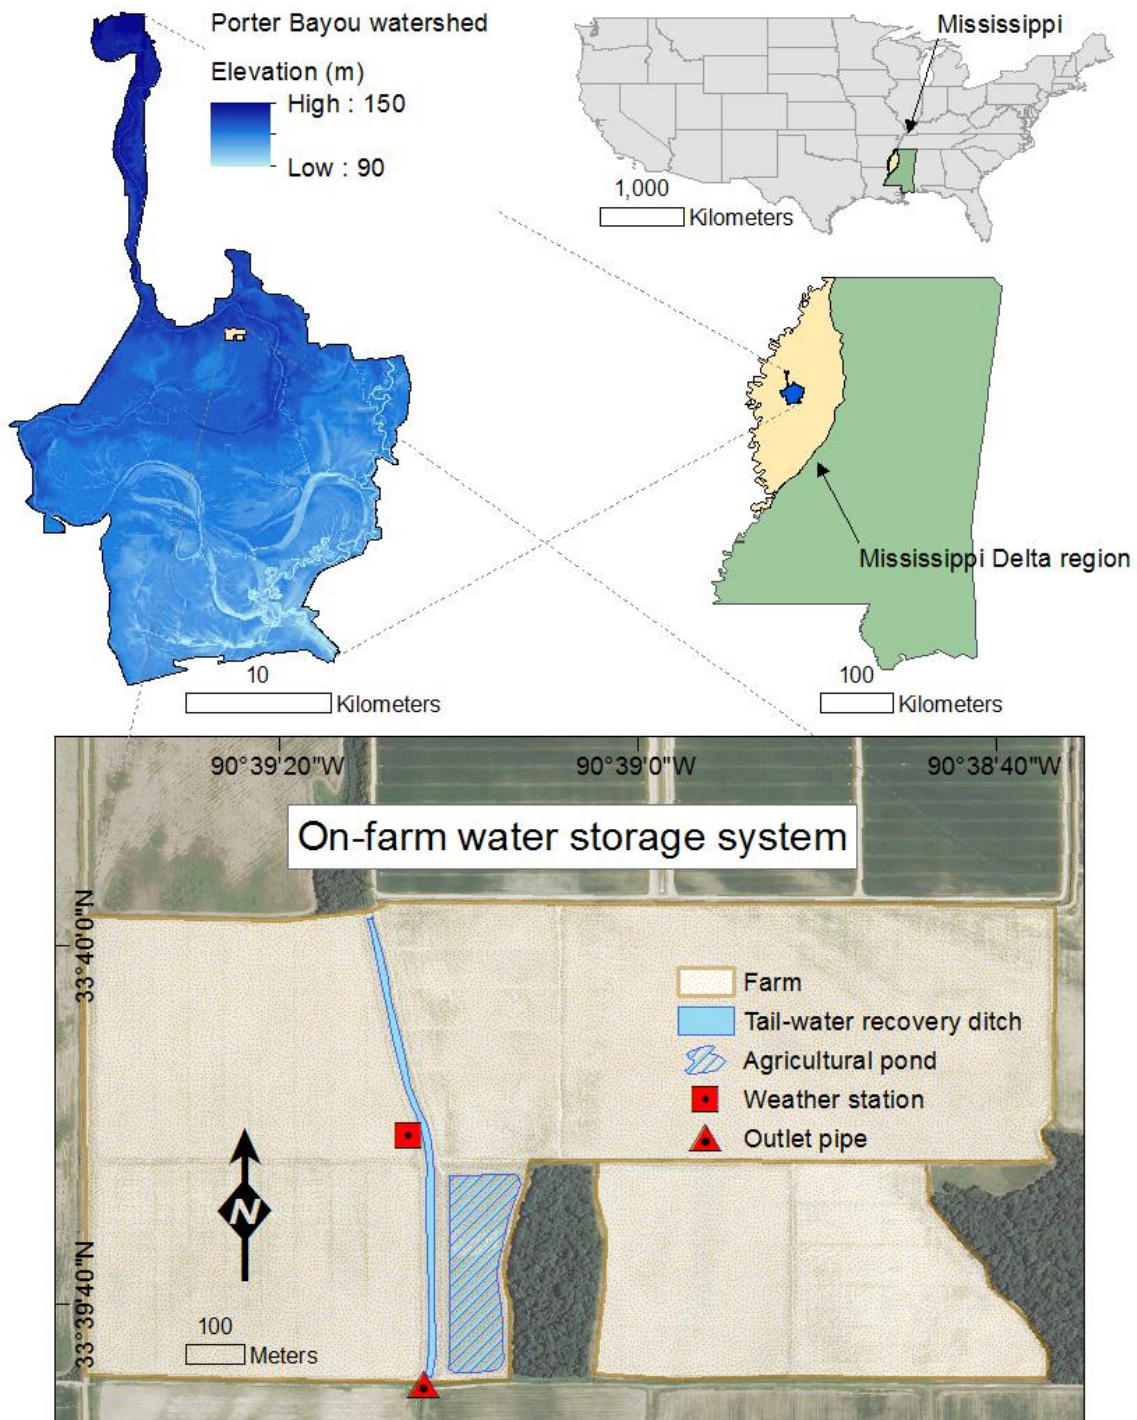 Porter Bayou watershed
Elevation (m)
High : 150
Low : 90
Mississippi
1,000
Kilometers
Mississippi Delta region
10
Kilometers
100
Kilometers
90°39'20"W
90°39'0"W
90°38'40"W
On-farm water storage system
33°40'0"N
Farm
Tail-water recovery ditch
Agricultural pond
Weather station
Outlet pipe
N
33°39'40"N
100
Meters